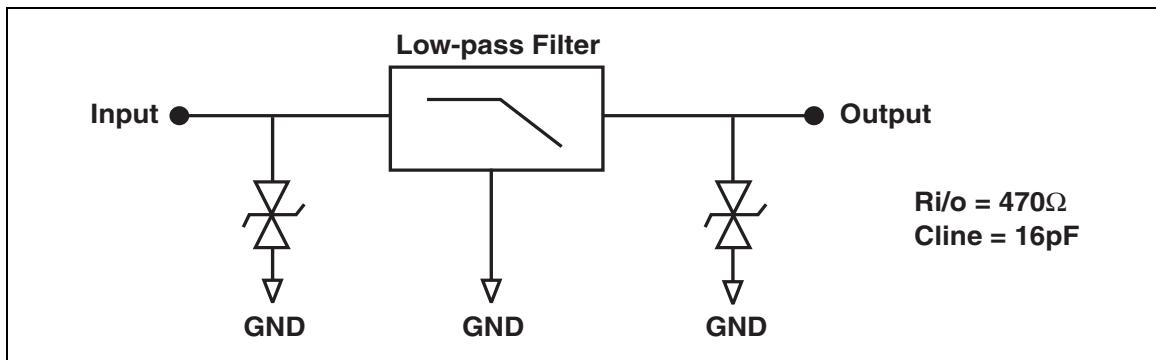 Low-pass Filter
Input
Output
Ri/o = 470Ω
Cline = 16pF
GND
GND
GND